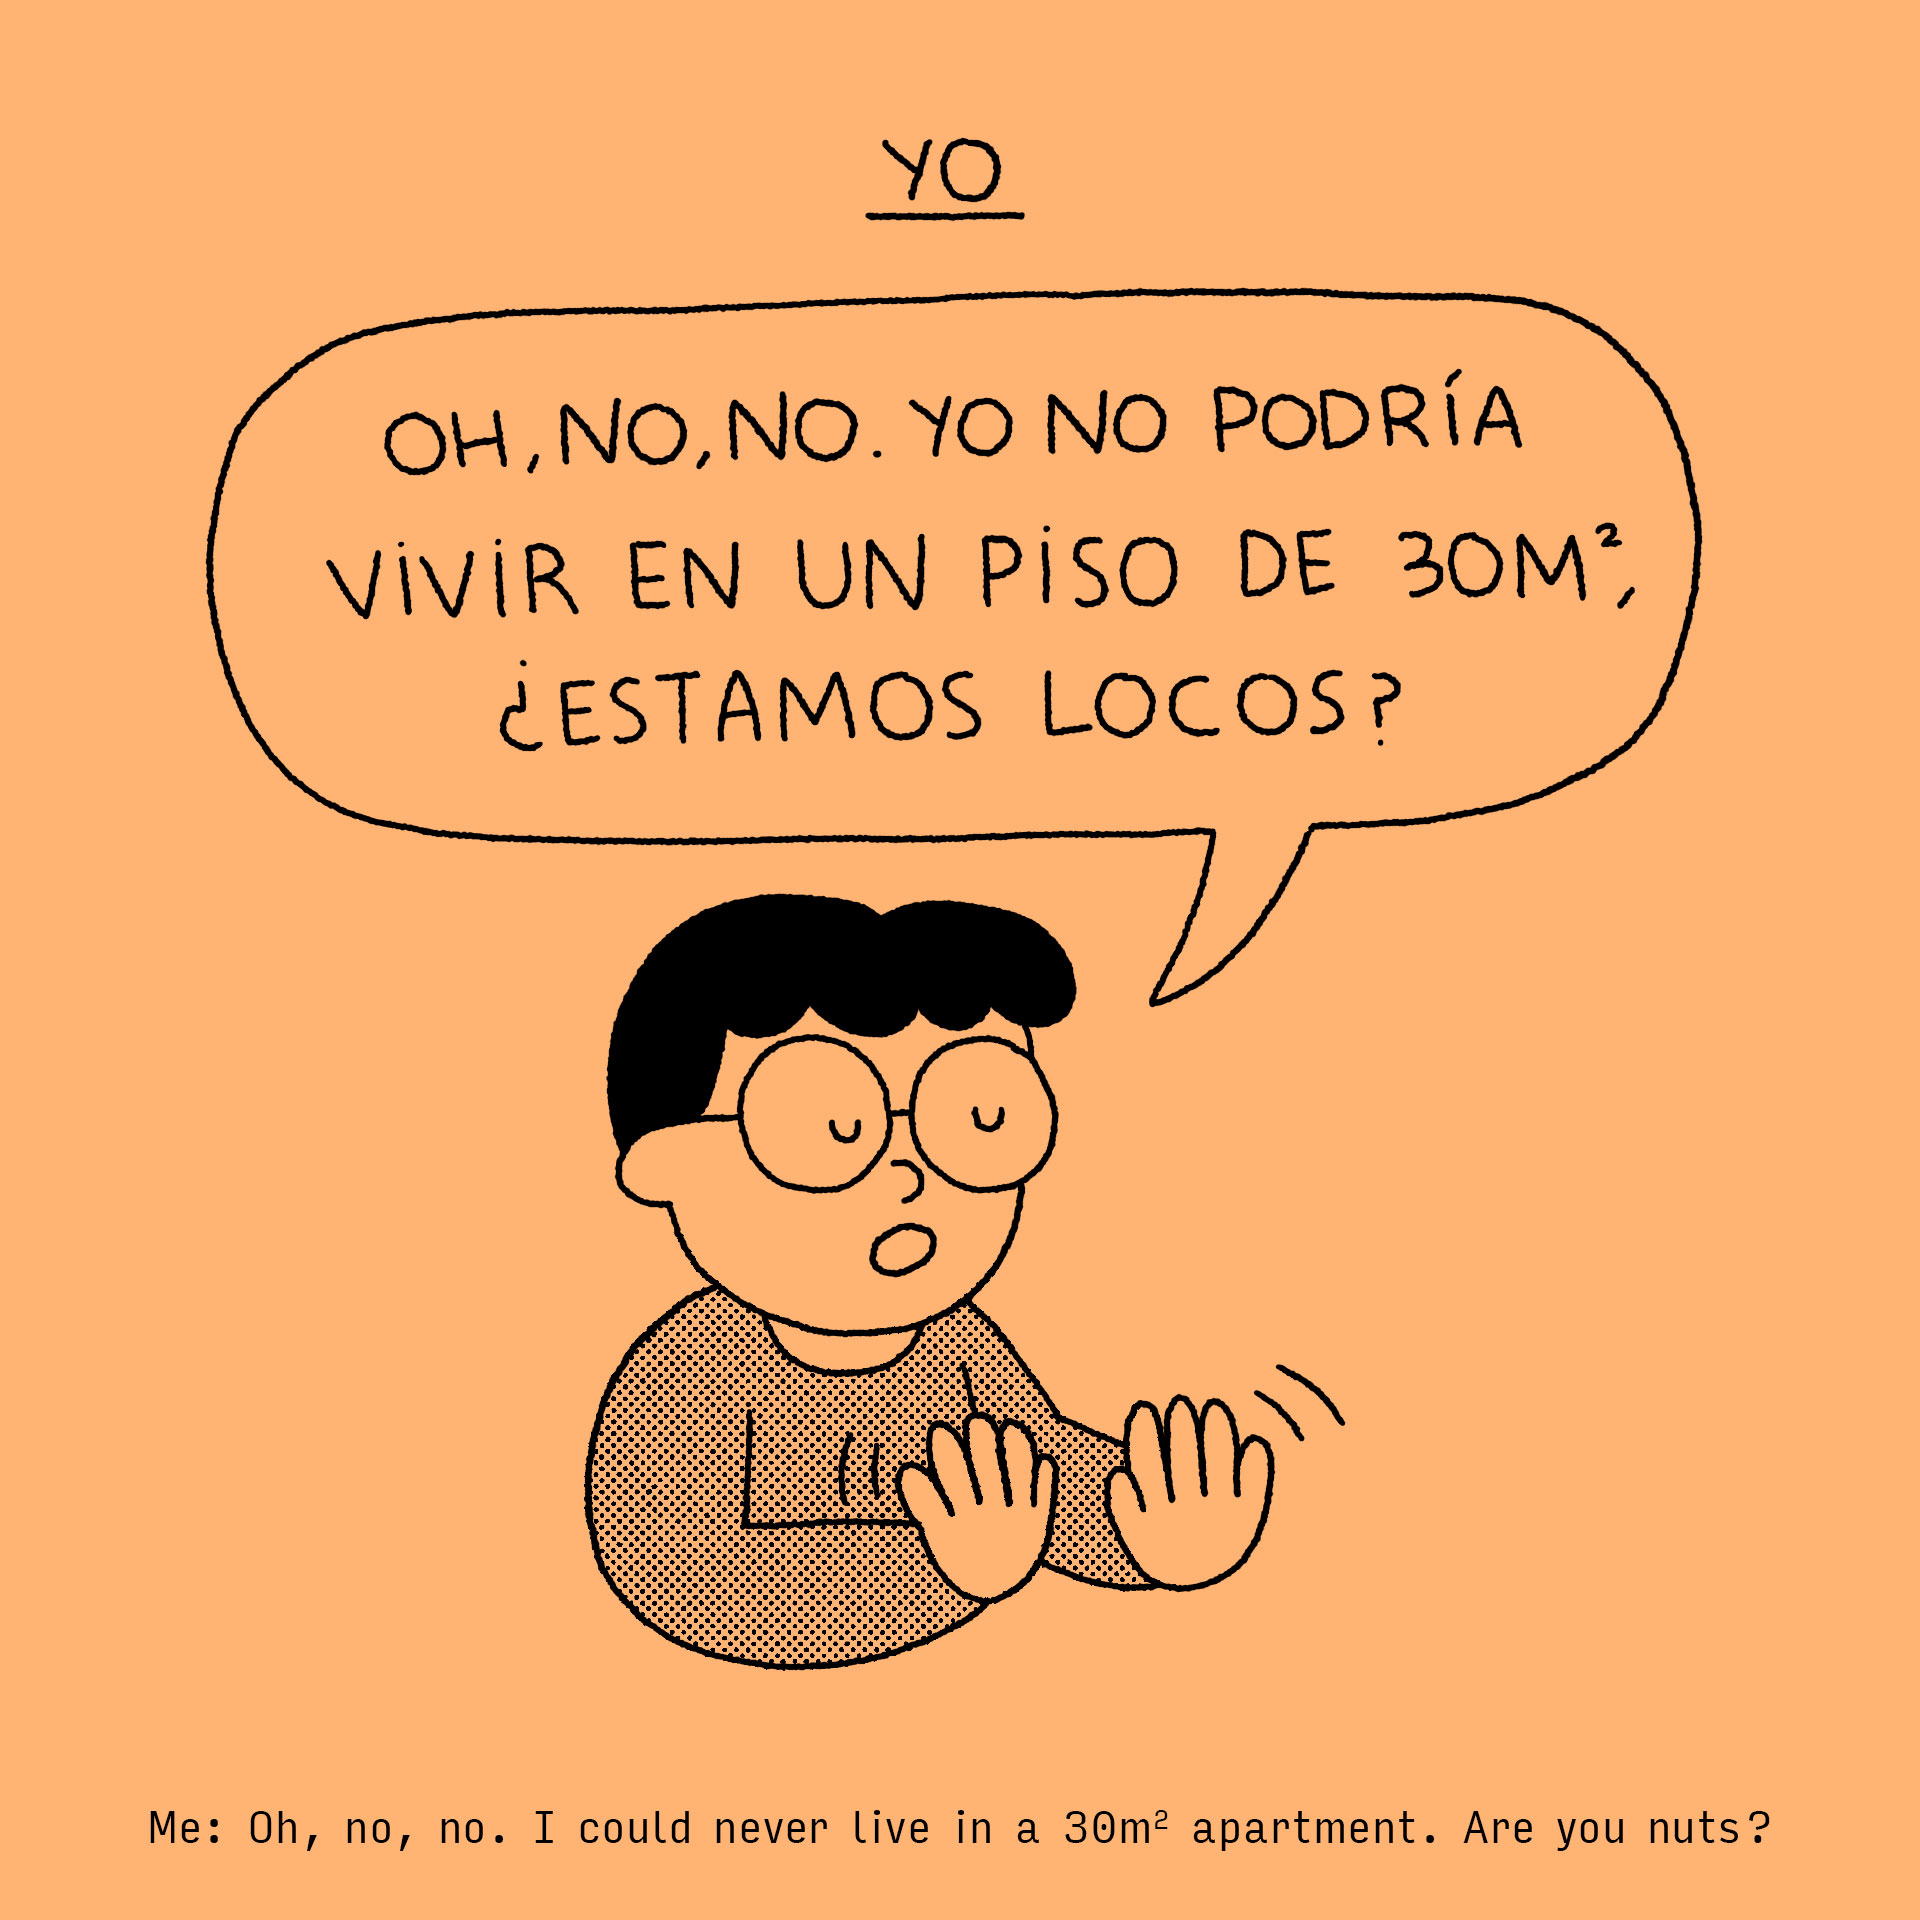 YO
OH, NO, NO. YO NO PODRÍA
VIVIR EN UN PISO DE 30M²,
¿ESTAMOS LOCOS?
Me: Oh, no, no. I could never live in a 30m² apartment. Are you nuts?